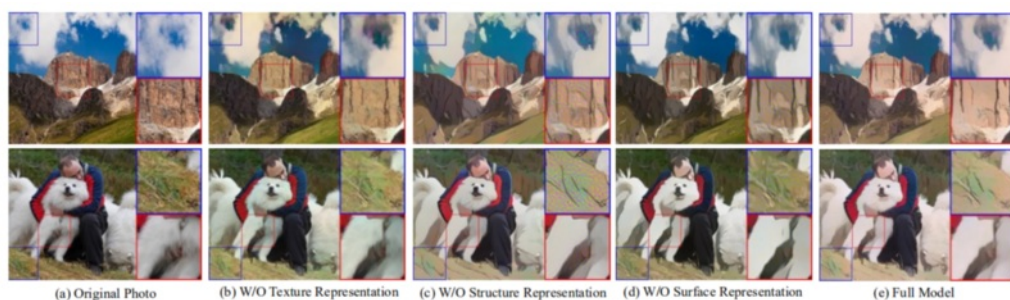 (a) Original Photo (b) W/O Texture Representation (c) W/O Structure Representation (d) W/O Surface Representation (e) Full Model